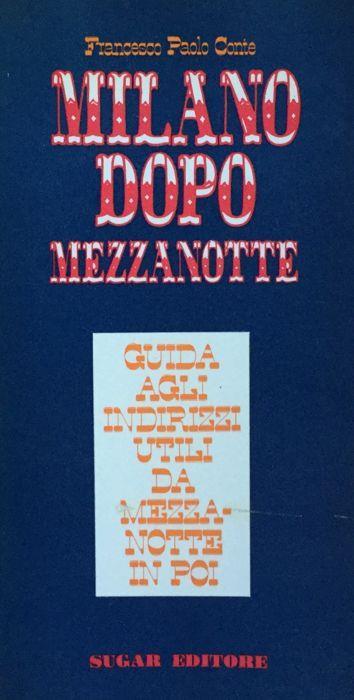 Francesco Paolo Conte
MILANO
DOPO
MEZZANOTTE
GUIDA
AGLI
INDIRIZZI
UTILI
DA
MEZZA-
NOTTE
IN POI
SUGAR EDITORE